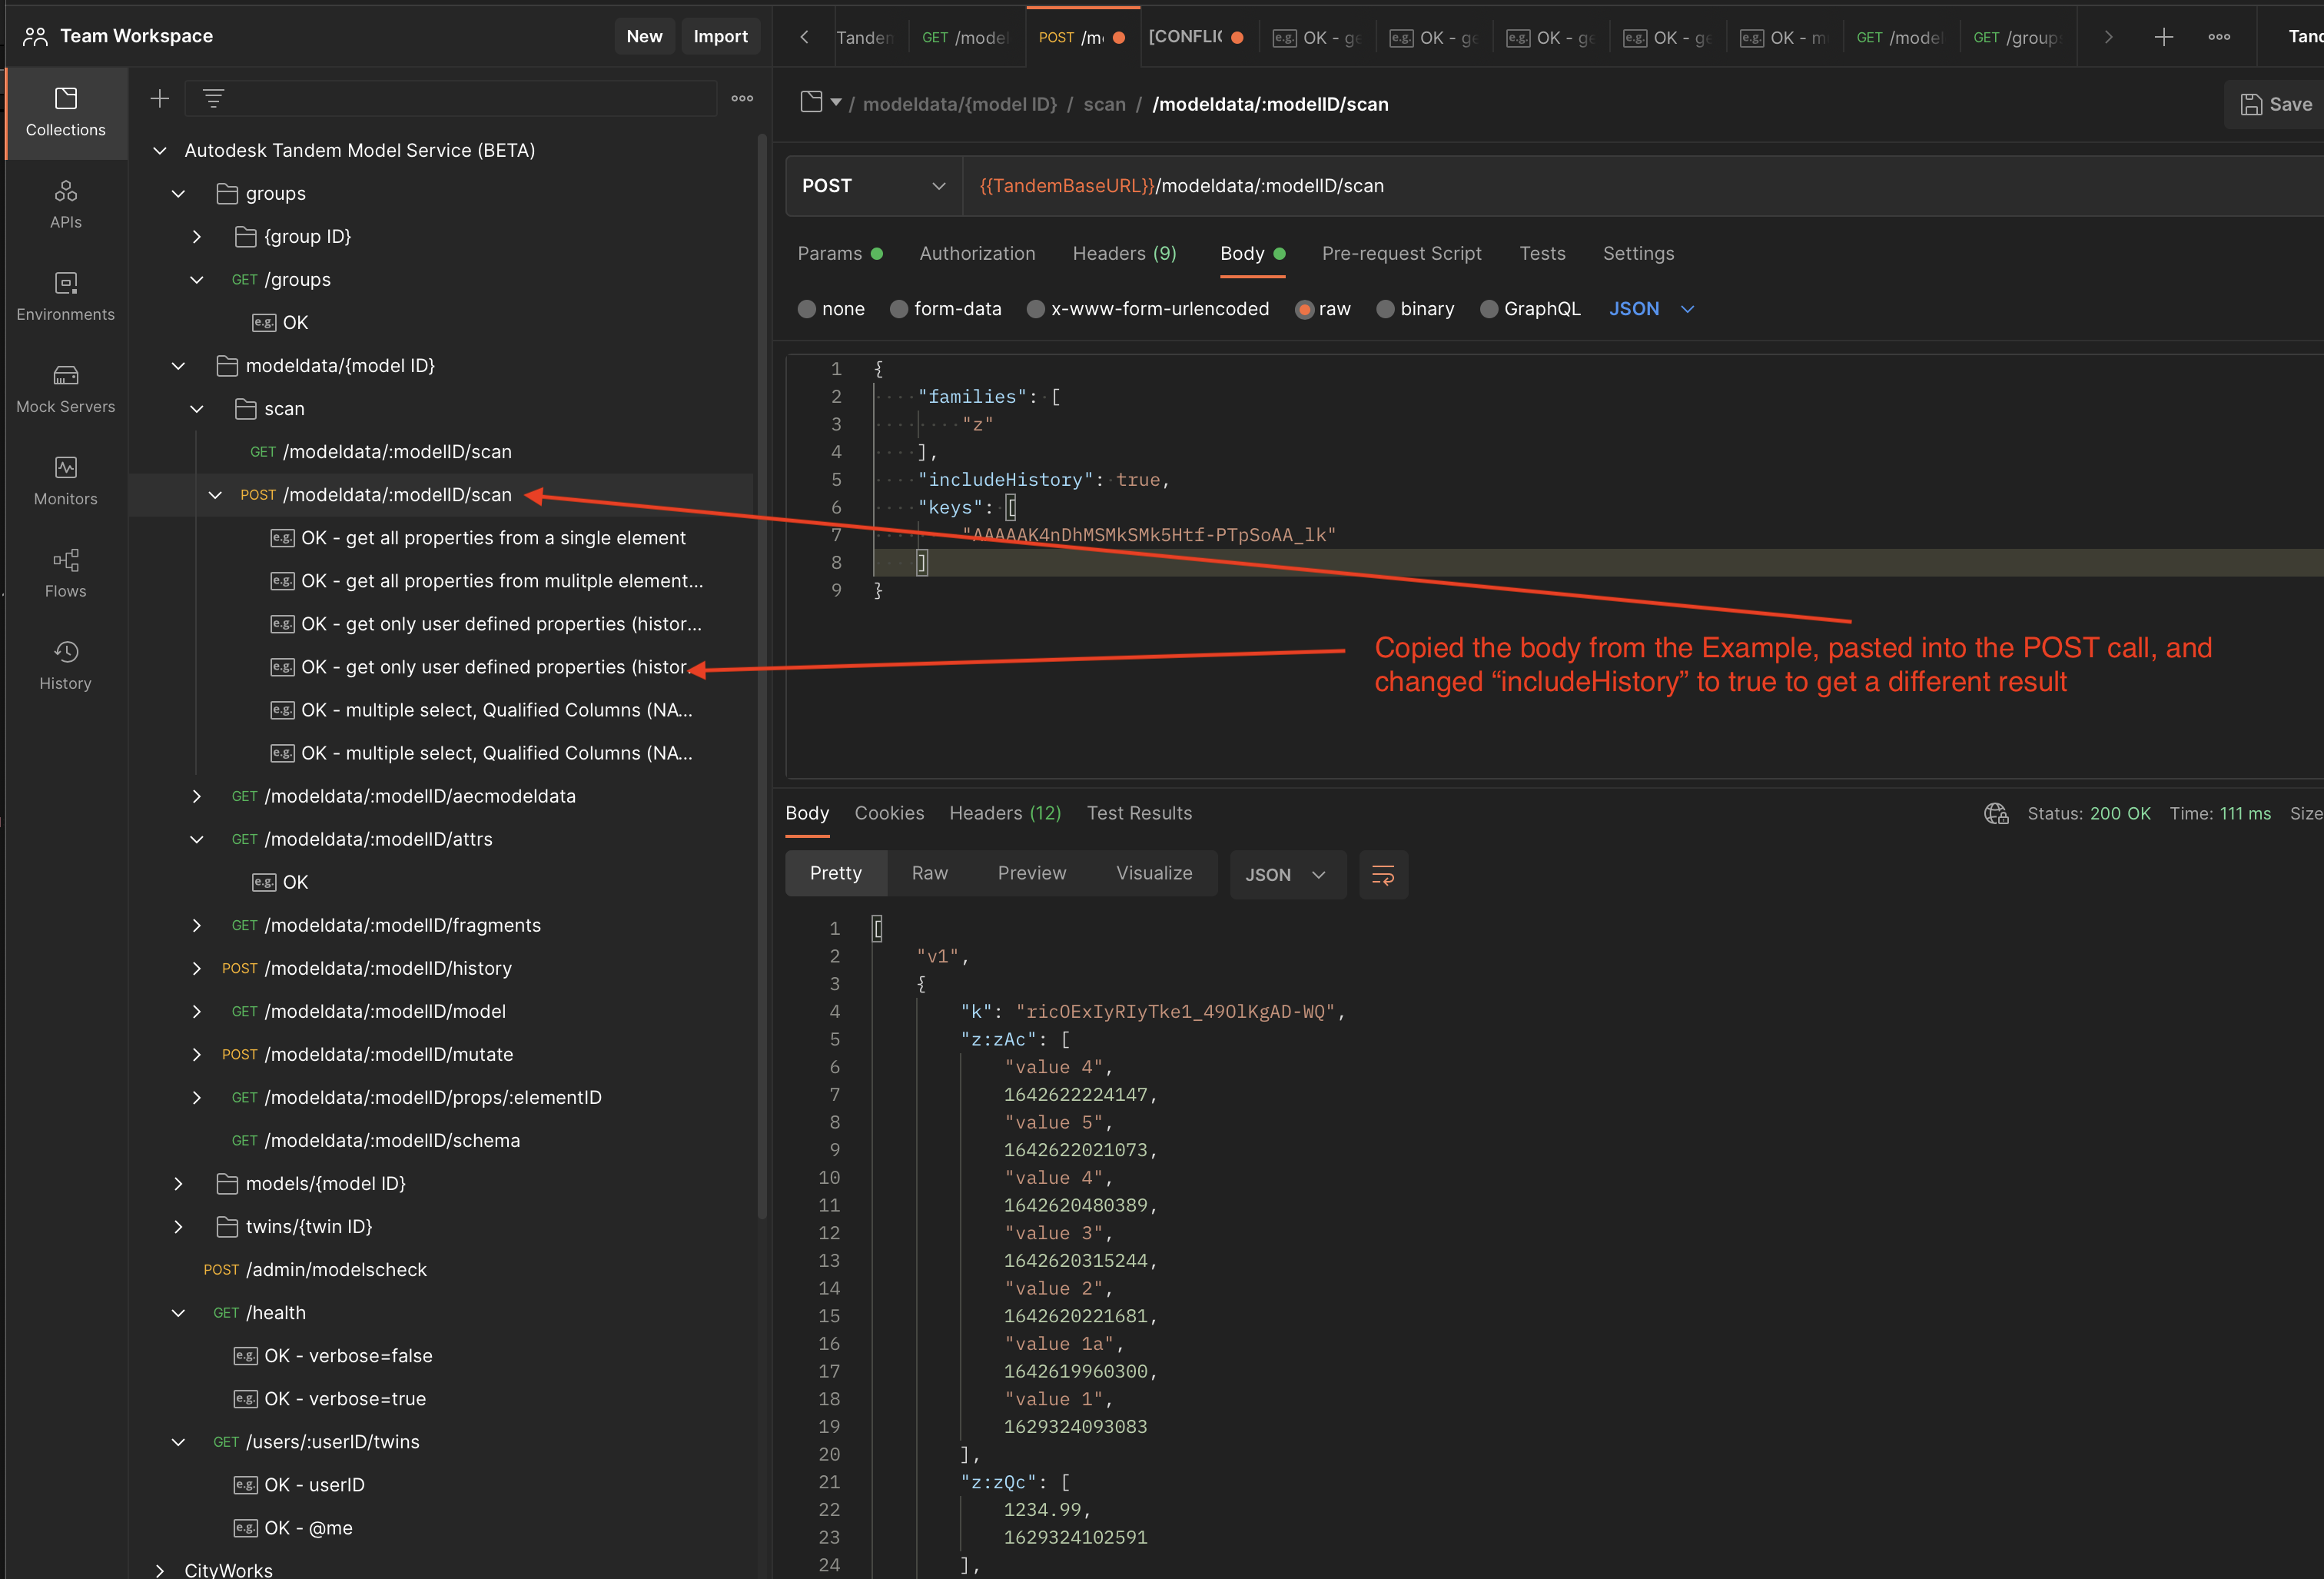 Team Workspace
New
Import
Tandem
GET /model
POST /m
[CONFLIC
e.g. OK - ge
e.g. OK - ge
e.g. OK - ge
e.g. OK - ge
e.g. OK - m
GET /model
GET /groups
Collections
APIs
Environments
Mock Servers
Monitors
Flows
History
Autodesk Tandem Model Service (BETA)
groups
{group ID}
GET /groups
e.g. OK
modeldata/{model ID}
scan
GET /modeldata/:modelID/scan
POST /modeldata/:modelID/scan
e.g. OK - get all properties from a single element
e.g. OK - get all properties from mulitple element...
e.g. OK - get only user defined properties (histor...
e.g. OK - get only user defined properties (histor...
e.g. OK - multiple select, Qualified Columns (NA...
e.g. OK - multiple select, Qualified Columns (NA...
GET /modeldata/:modelID/aecmodeldata
GET /modeldata/:modelID/attrs
e.g. OK
GET /modeldata/:modelID/fragments
POST /modeldata/:modelID/history
GET /modeldata/:modelID/model
POST /modeldata/:modelID/mutate
GET /modeldata/:modelID/props/:elementID
GET /modeldata/:modelID/schema
models/{model ID}
twins/{twin ID}
POST /admin/modelscheck
GET /health
e.g. OK - verbose=false
e.g. OK - verbose=true
GET /users/:userID/twins
e.g. OK - userID
e.g. OK - @me
CityWorks
/ modeldata/{model ID} / scan / /modeldata/:modelID/scan
Save
POST
{{TandemBaseURL}}/modeldata/:modelID/scan
Params
Authorization
Headers (9)
Body
Pre-request Script
Tests
Settings
none
form-data
x-www-form-urlencoded
raw
binary
GraphQL
JSON
1 {
2 "families": [
3 "z"
4 ],
5 "includeHistory": true,
6 "keys": [
7 "AAAAAK4nDhMSMkSMk5Htf-PTpSoAA_lk"
8 ]
9 }
Copied the body from the Example, pasted into the POST call, and
changed “includeHistory” to true to get a different result
Body
Cookies
Headers (12)
Test Results
Status: 200 OK
Time: 111 ms
Size
Pretty
Raw
Preview
Visualize
JSON
1 [
2 "v1",
3 {
4 "k": "ricOExIyRIyTke1_49OlKgAD-WQ",
5 "z:zAc": [
6 "value 4",
7 1642622224147,
8 "value 5",
9 1642622021073,
10 "value 4",
11 1642620480389,
12 "value 3",
13 1642620315244,
14 "value 2",
15 1642620221681,
16 "value 1a",
17 1642619960300,
18 "value 1",
19 1629324093083
20 ],
21 "z:zQc": [
22 1234.99,
23 1629324102591
24 ],